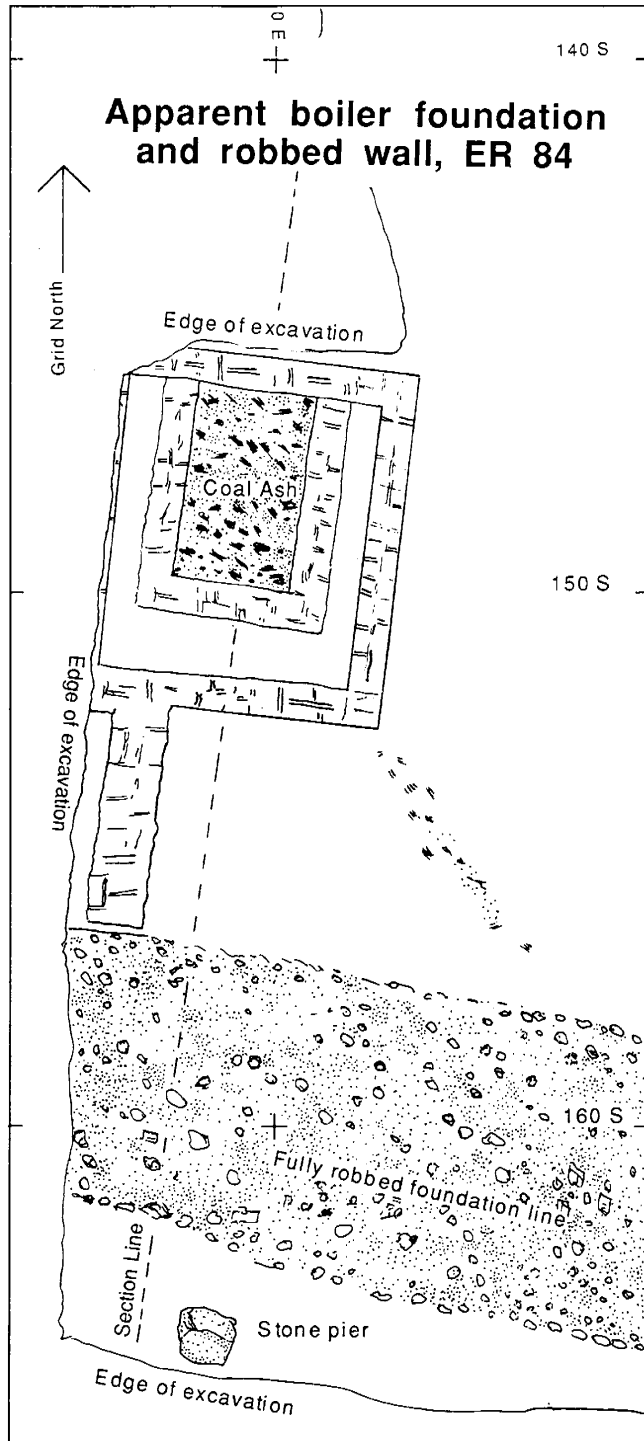 0 E
140 S
Apparent boiler foundation
and robbed wall, ER 84
Grid North
Edge of excavation
Coal Ash
150 S
Edge of excavation
160 S
Fully robbed foundation line
Section Line
Stone pier
Edge of excavation